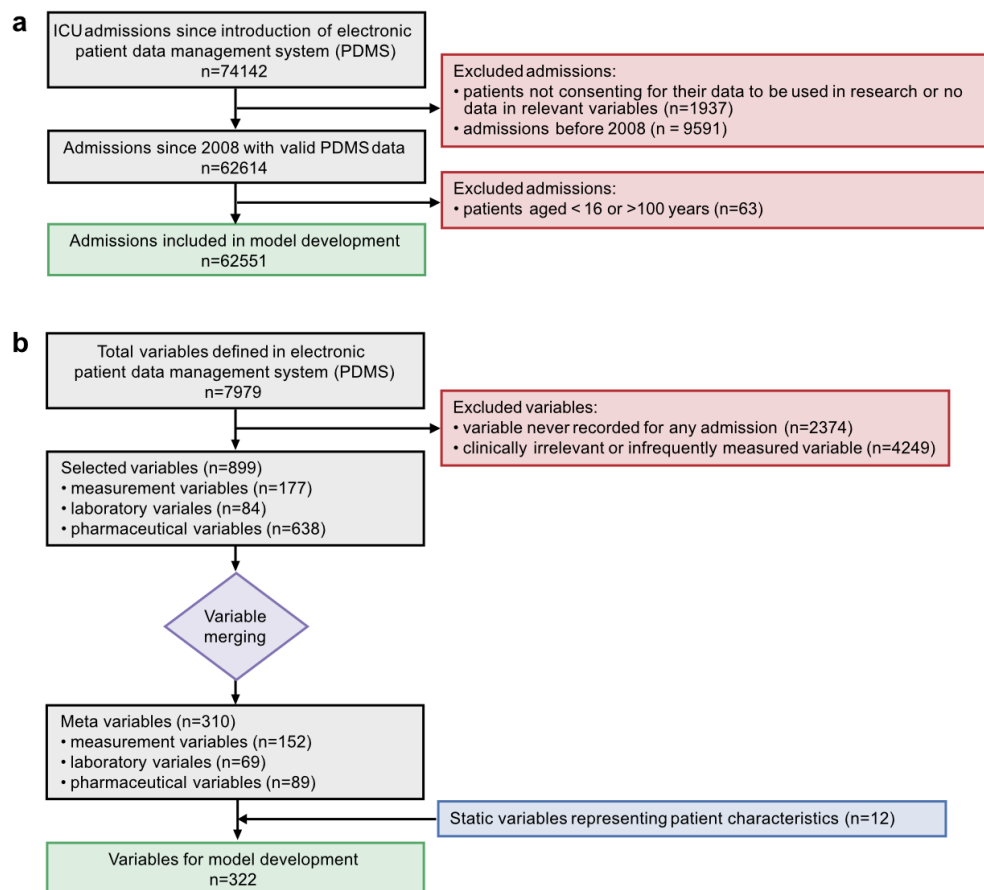 a
ICU admissions since introduction of electronic
patient data management system (PDMS)
n=74142
Excluded admissions:
• patients not consenting for their data to be used in research or no
data in relevant variables (n=1937)
• admissions before 2008 (n = 9591)
Admissions since 2008 with valid PDMS data
n=62614
Excluded admissions:
• patients aged < 16 or >100 years (n=63)
Admissions included in model development
n=62551
b
Total variables defined in electronic
patient data management system (PDMS)
n=7979
Excluded variables:
• variable never recorded for any admission (n=2374)
• clinically irrelevant or infrequently measured variable (n=4249)
Selected variables (n=899)
• measurement variables (n=177)
• laboratory variales (n=84)
• pharmaceutical variables (n=638)
Variable
merging
Meta variables (n=310)
• measurement variables (n=152)
• laboratory variales (n=69)
• pharmaceutical variables (n=89)
Static variables representing patient characteristics (n=12)
Variables for model development
n=322